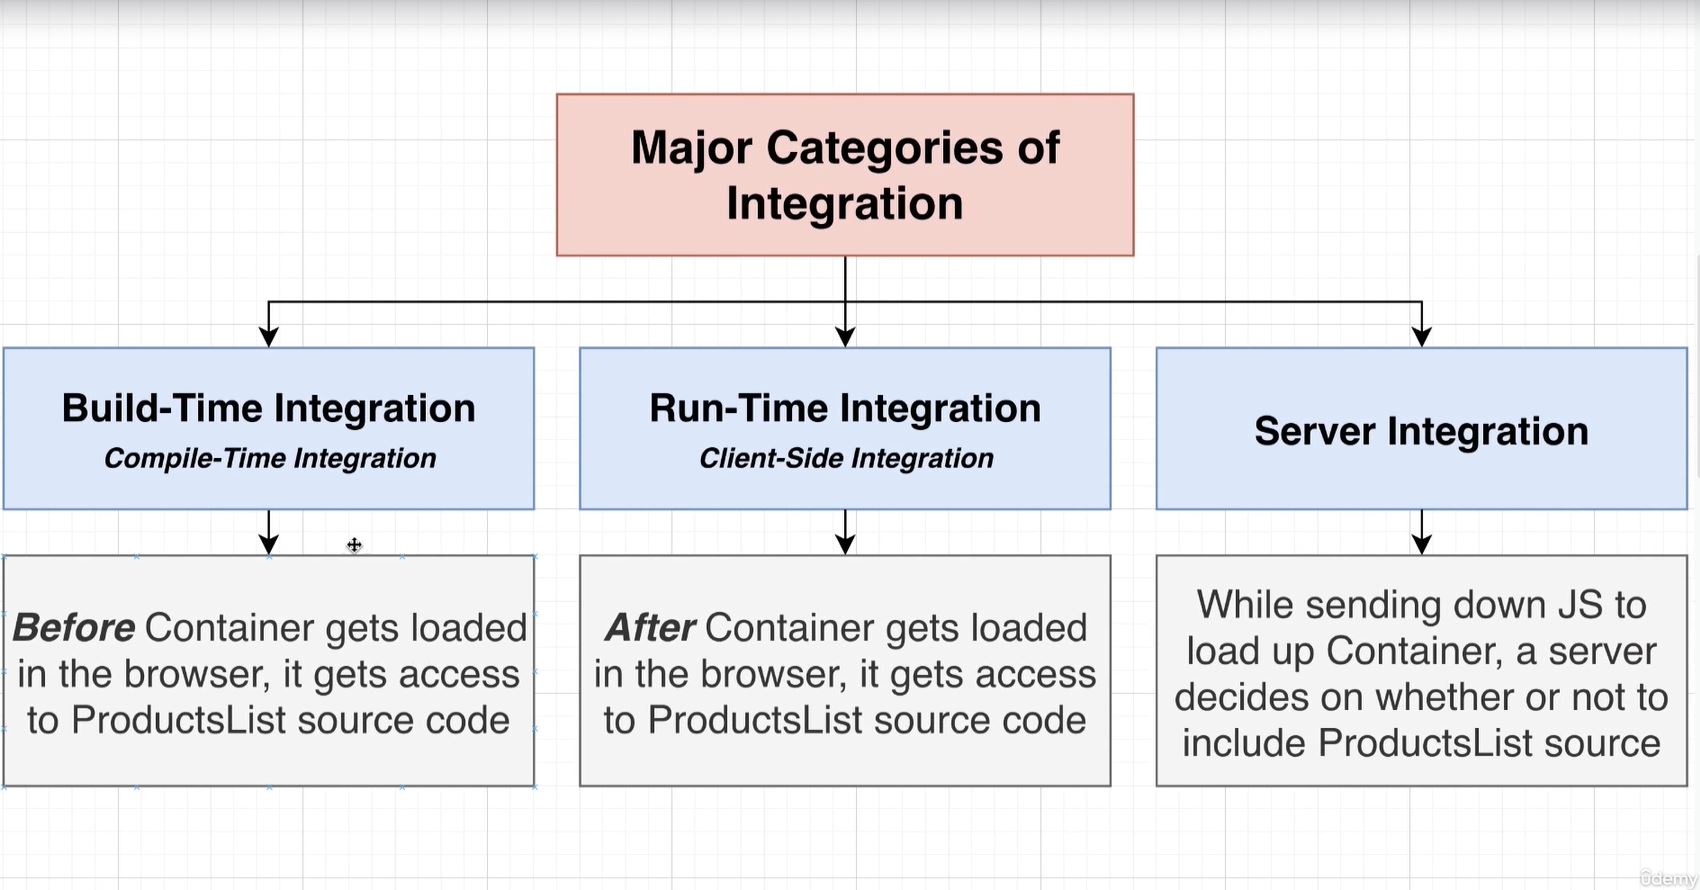 Major Categories of
Integration
Build-Time Integration
Compile-Time Integration
Run-Time Integration
Client-Side Integration
Server Integration
Before Container gets loaded
in the browser, it gets access
to ProductsList source code
After Container gets loaded
in the browser, it gets access
to ProductsList source code
While sending down JS to
load up Container, a server
decides on whether or not to
include ProductsList source
ûdemy